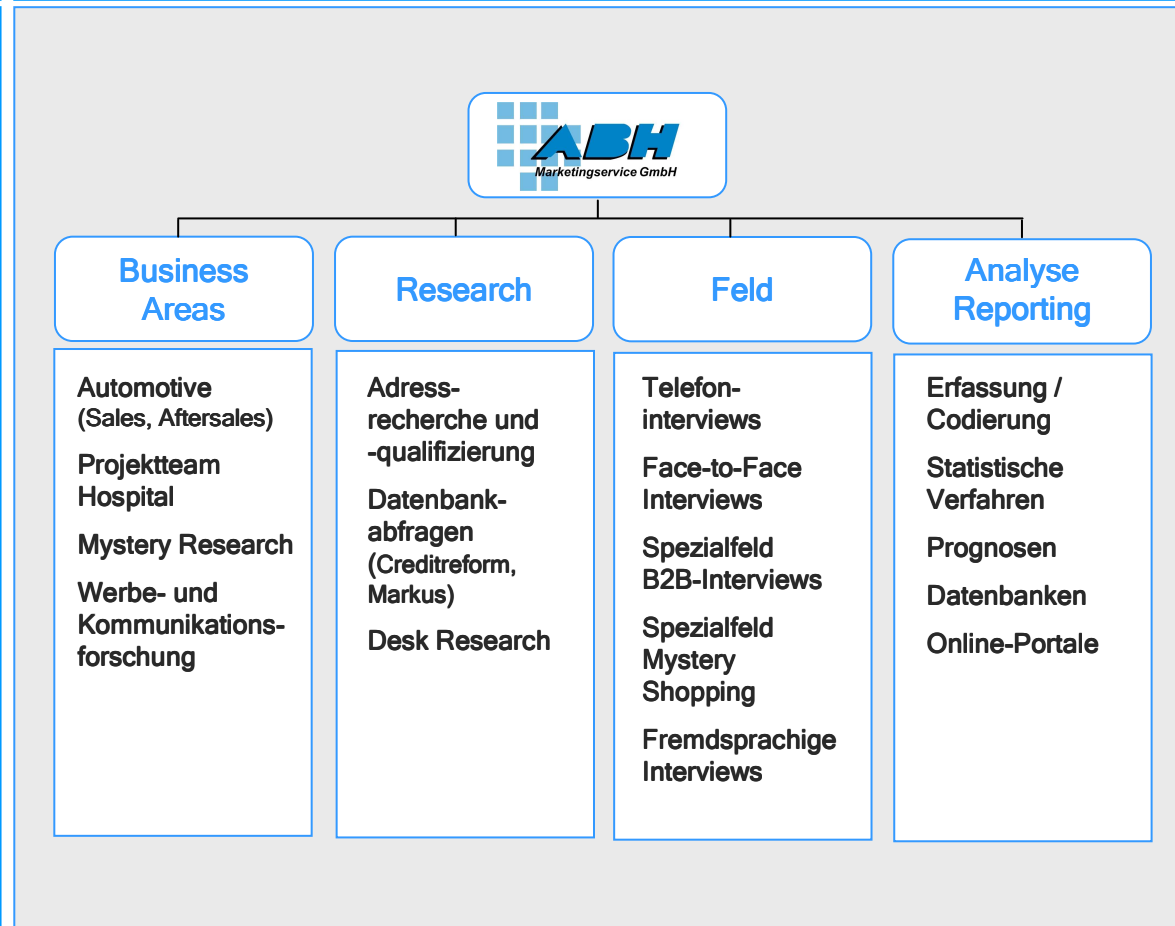 ABH
Marketingservice GmbH
Business
Areas
Automotive
(Sales, Aftersales)
Projektteam
Hospital
Mystery Research
Werbe- und
Kommunikations-
forschung
Research
Adress-
recherche und
-qualifizierung
Datenbank-
abfragen
(Creditreform,
Markus)
Desk Research
Feld
Telefon-
interviews
Face-to-Face
Interviews
Spezialfeld
B2B-Interviews
Spezialfeld
Mystery
Shopping
Fremdsprachige
Interviews
Analyse
Reporting
Erfassung /
Codierung
Statistische
Verfahren
Prognosen
Datenbanken
Online-Portale